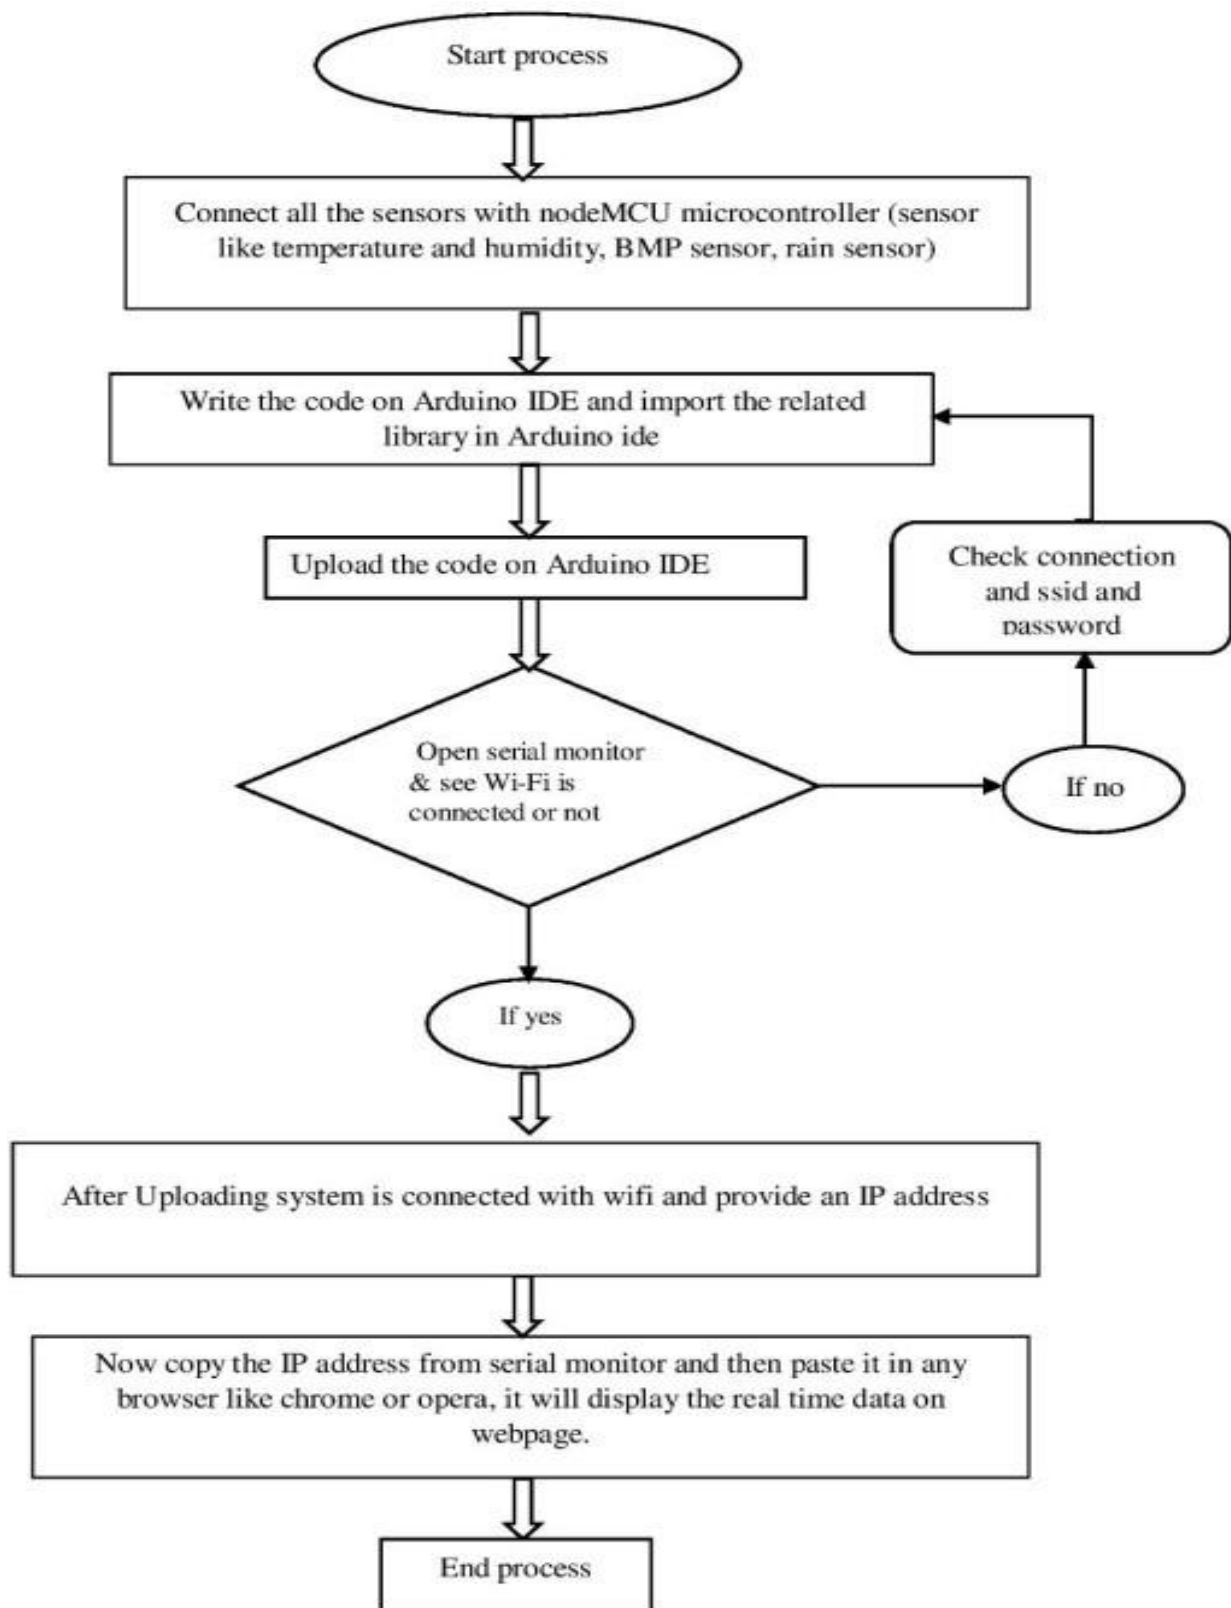 Start process
Connect all the sensors with nodeMCU microcontroller (sensor
like temperature and humidity, BMP sensor, rain sensor)
Write the code on Arduino IDE and import the related
library in Arduino ide
Upload the code on Arduino IDE
Check connection
and ssid and
password
Open serial monitor
& see Wi-Fi is
connected or not
If no
If yes
After Uploading system is connected with wifi and provide an IP address
Now copy the IP address from serial monitor and then paste it in any
browser like chrome or opera, it will display the real time data on
webpage.
End process